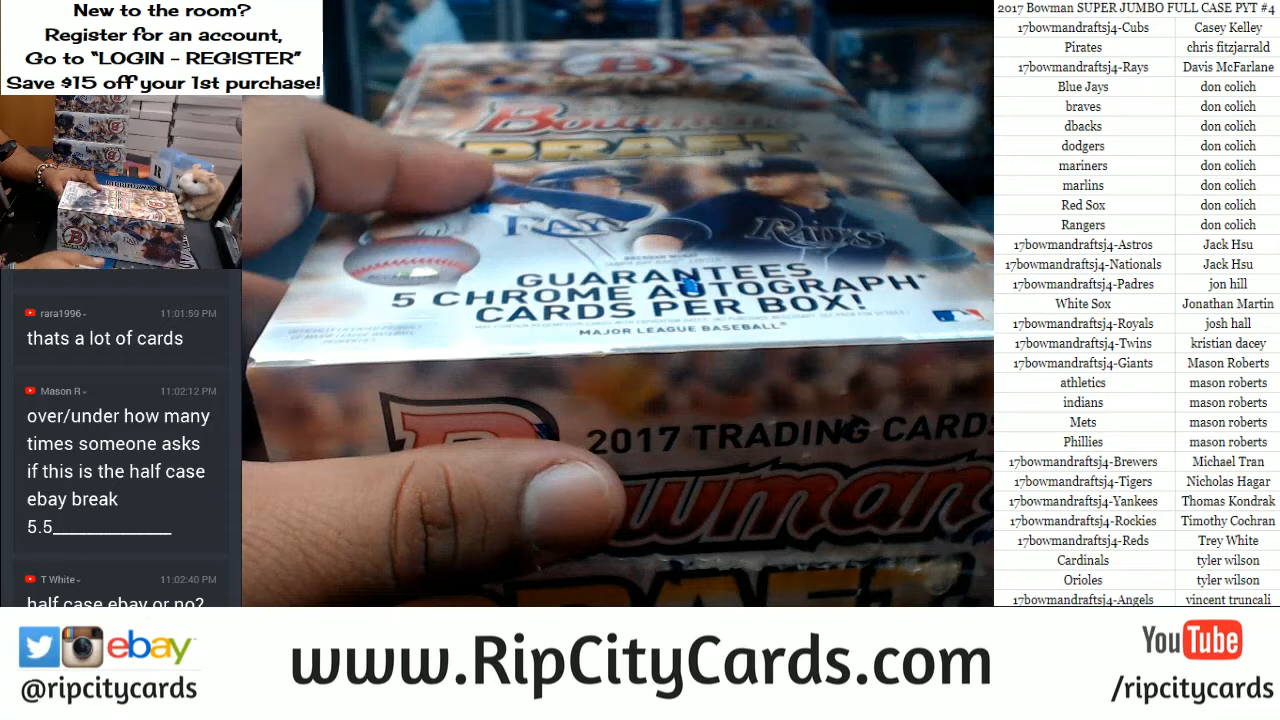 New to the room?
Register for an account,
Go to “LOGIN - REGISTER”
Save $15 off your 1st purchase!
rara1996
11:01:59 PM
thats a lot of cards
Mason R
11:02:12 PM
over/under how many
times someone asks
if this is the half case
ebay break
5.5______________
T White
11:02:40 PM
half case ebay or no?
Bowman
DRAFT
RAYS
Rays
GUARANTEES
5 CHROME AUTOGRAPH*
CARDS PER BOX!
MAJOR LEAGUE BASEBALL®
2017 TRADING CARDS
Bowman
DRAFT
2017 Bowman SUPER JUMBO FULL CASE PYT #4
17bowmandraftsj4-Cubs Casey Kelley
Pirates chris fitzjarrald
17bowmandraftsj4-Rays Davis McFarlane
Blue Jays don colich
braves don colich
dbacks don colich
dodgers don colich
mariners don colich
marlins don colich
Red Sox don colich
Rangers don colich
17bowmandraftsj4-Astros Jack Hsu
17bowmandraftsj4-Nationals Jack Hsu
17bowmandraftsj4-Padres jon hill
White Sox Jonathan Martin
17bowmandraftsj4-Royals josh hall
17bowmandraftsj4-Twins kristian dacey
17bowmandraftsj4-Giants Mason Roberts
athletics mason roberts
indians mason roberts
Mets mason roberts
Phillies mason roberts
17bowmandraftsj4-Brewers Michael Tran
17bowmandraftsj4-Tigers Nicholas Hagar
17bowmandraftsj4-Yankees Thomas Kondrak
17bowmandraftsj4-Rockies Timothy Cochran
17bowmandraftsj4-Reds Trey White
Cardinals tyler wilson
Orioles tyler wilson
17bowmandraftsj4-Angels vincent truncali
ebay
@ripcitycards
www.RipCityCards.com
YouTube
/ripcitycards